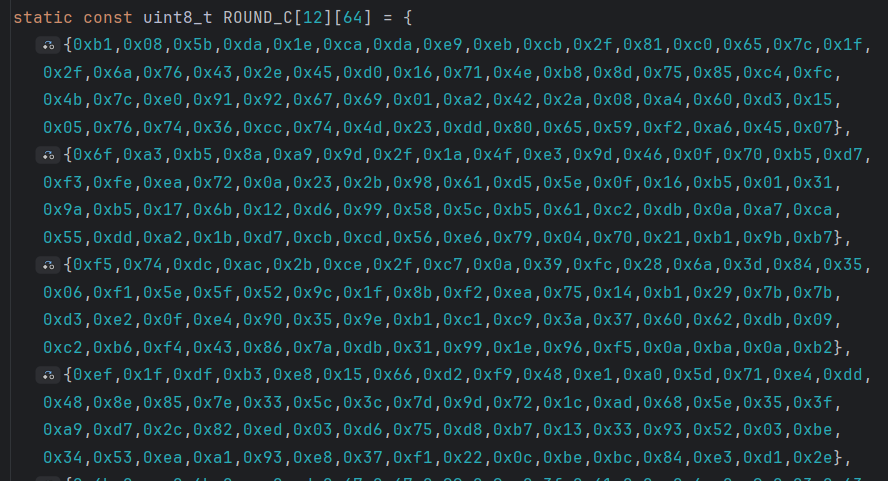 static const uint8_t ROUND_C[12][64] = {
{0xb1,0x08,0x5b,0xda,0x1e,0xca,0xda,0xe9,0xeb,0xcb,0x2f,0x81,0xc0,0x65,0x7c,0x1f,
0x2f,0x6a,0x76,0x43,0x2e,0x45,0xd0,0x16,0x71,0x4e,0xb8,0x8d,0x75,0x85,0xc4,0xfc,
0x4b,0x7c,0xe0,0x91,0x92,0x67,0x69,0x01,0xa2,0x42,0x2a,0x08,0xa4,0x60,0xd3,0x15,
0x05,0x76,0x74,0x36,0xcc,0x74,0x4d,0x23,0xdd,0x80,0x65,0x59,0xf2,0xa6,0x45,0x07},
{0x6f,0xa3,0xb5,0x8a,0xa9,0x9d,0x2f,0x1a,0x4f,0xe3,0x9d,0x46,0x0f,0x70,0xb5,0xd7,
0xf3,0xfe,0xea,0x72,0x0a,0x23,0x2b,0x98,0x61,0xd5,0x5e,0x0f,0x16,0xb5,0x01,0x31,
0x9a,0xb5,0x17,0x6b,0x12,0xd6,0x99,0x58,0x5c,0xb5,0x61,0xc2,0xdb,0x0a,0xa7,0xca,
0x55,0xdd,0xa2,0x1b,0xd7,0xcb,0xcd,0x56,0xe6,0x79,0x04,0x70,0x21,0xb1,0x9b,0xb7},
{0xf5,0x74,0xdc,0xac,0x2b,0xce,0x2f,0xc7,0x0a,0x39,0xfc,0x28,0x6a,0x3d,0x84,0x35,
0x06,0xf1,0x5e,0x5f,0x52,0x9c,0x1f,0x8b,0xf2,0xea,0x75,0x14,0xb1,0x29,0x7b,0x7b,
0xd3,0xe2,0x0f,0xe4,0x90,0x35,0x9e,0xb1,0xc1,0xc9,0x3a,0x37,0x60,0x62,0xdb,0x09,
0xc2,0xb6,0xf4,0x43,0x86,0x7a,0xdb,0x31,0x99,0x1e,0x96,0xf5,0x0a,0xba,0x0a,0xb2},
{0xef,0x1f,0xdf,0xb3,0xe8,0x15,0x66,0xd2,0xf9,0x48,0xe1,0xa0,0x5d,0x71,0xe4,0xdd,
0x48,0x8e,0x85,0x7e,0x33,0x5c,0x3c,0x7d,0x9d,0x72,0x1c,0xad,0x68,0x5e,0x35,0x3f,
0xa9,0xd7,0x2c,0x82,0xed,0x03,0xd6,0x75,0xd8,0xb7,0x13,0x33,0x93,0x52,0x03,0xbe,
0x34,0x53,0xea,0xa1,0x93,0xe8,0x37,0xf1,0x22,0x0c,0xbe,0xbc,0x84,0xe3,0xd1,0x2e},